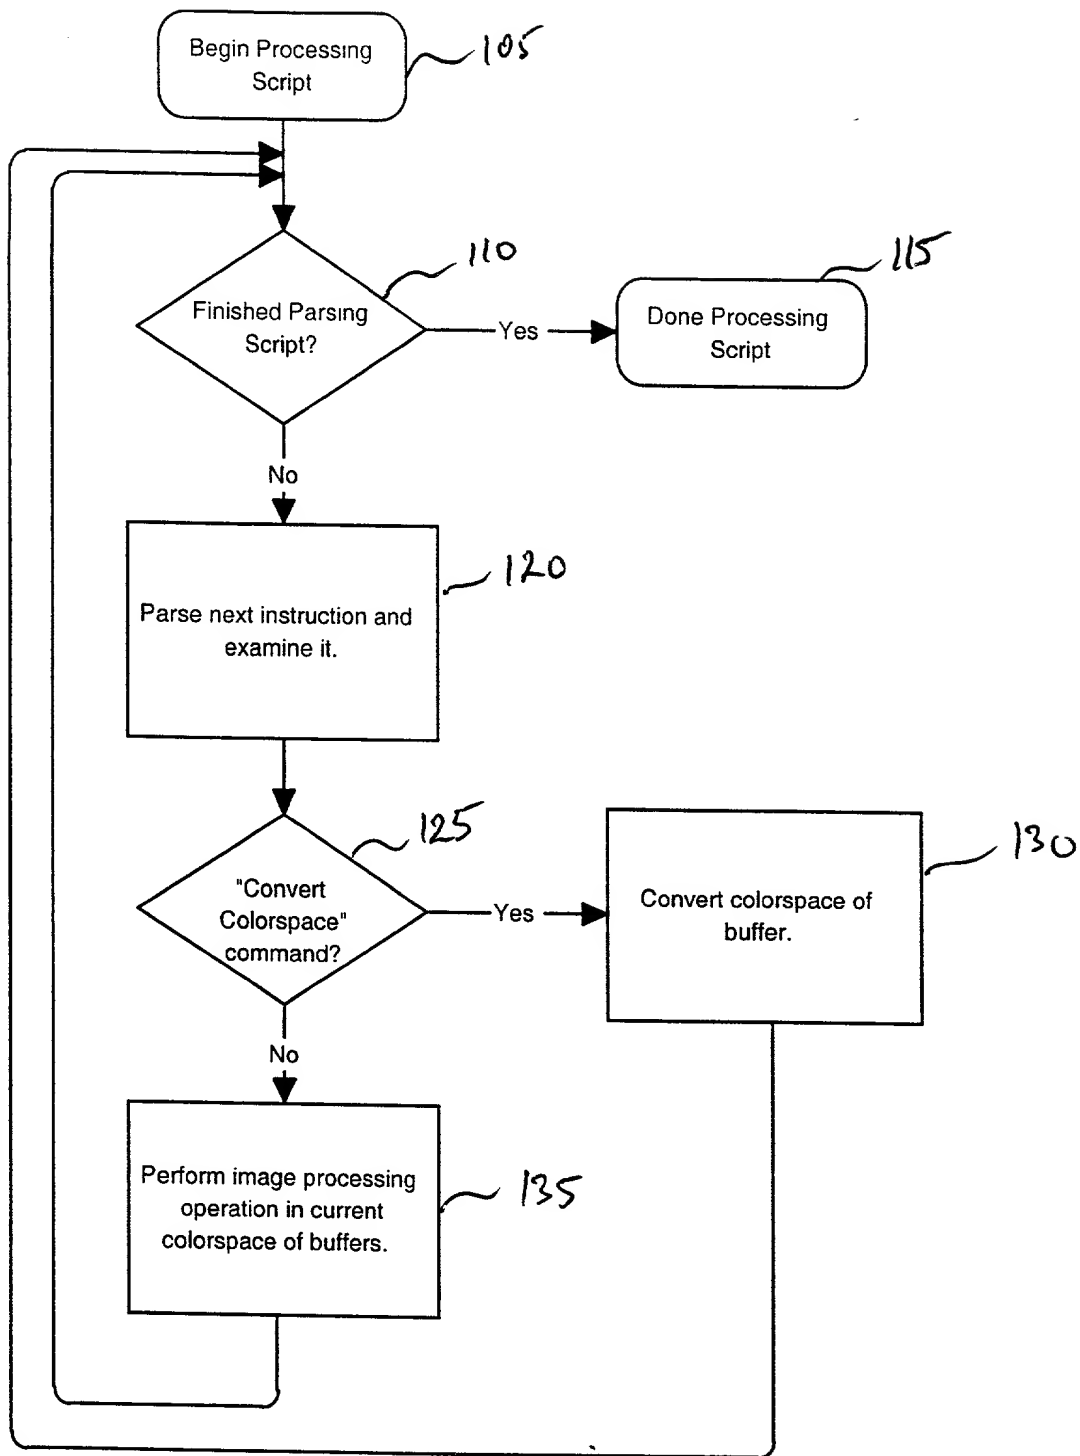 Begin Processing
Script
105
110
Finished Parsing
Script?
Yes
115
Done Processing
Script
No
120
Parse next instruction and
examine it.
125
"Convert
Colorspace"
command?
Yes
130
Convert colorspace of
buffer.
No
135
Perform image processing
operation in current
colorspace of buffers.